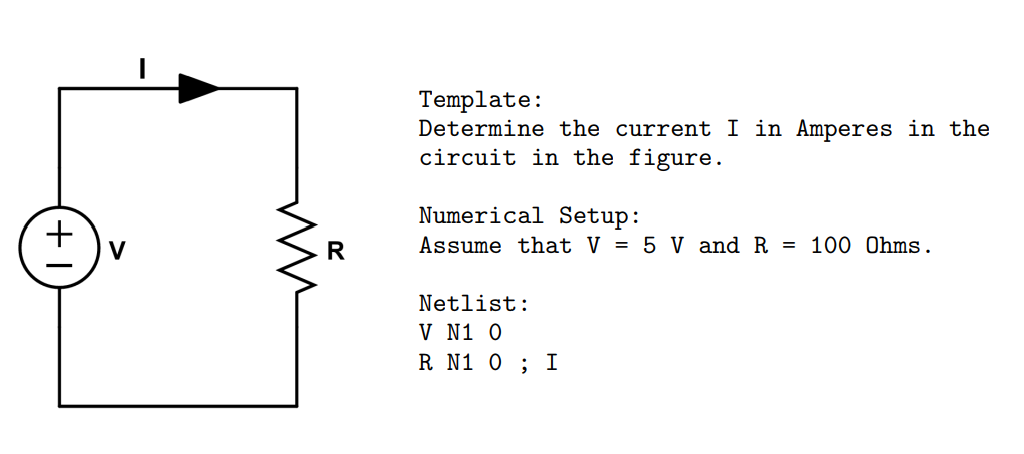 I
+
−
V
R
Template:
Determine the current I in Amperes in the
circuit in the figure.
Numerical Setup:
Assume that V = 5 V and R = 100 Ohms.
Netlist:
V N1 0
R N1 0 ; I